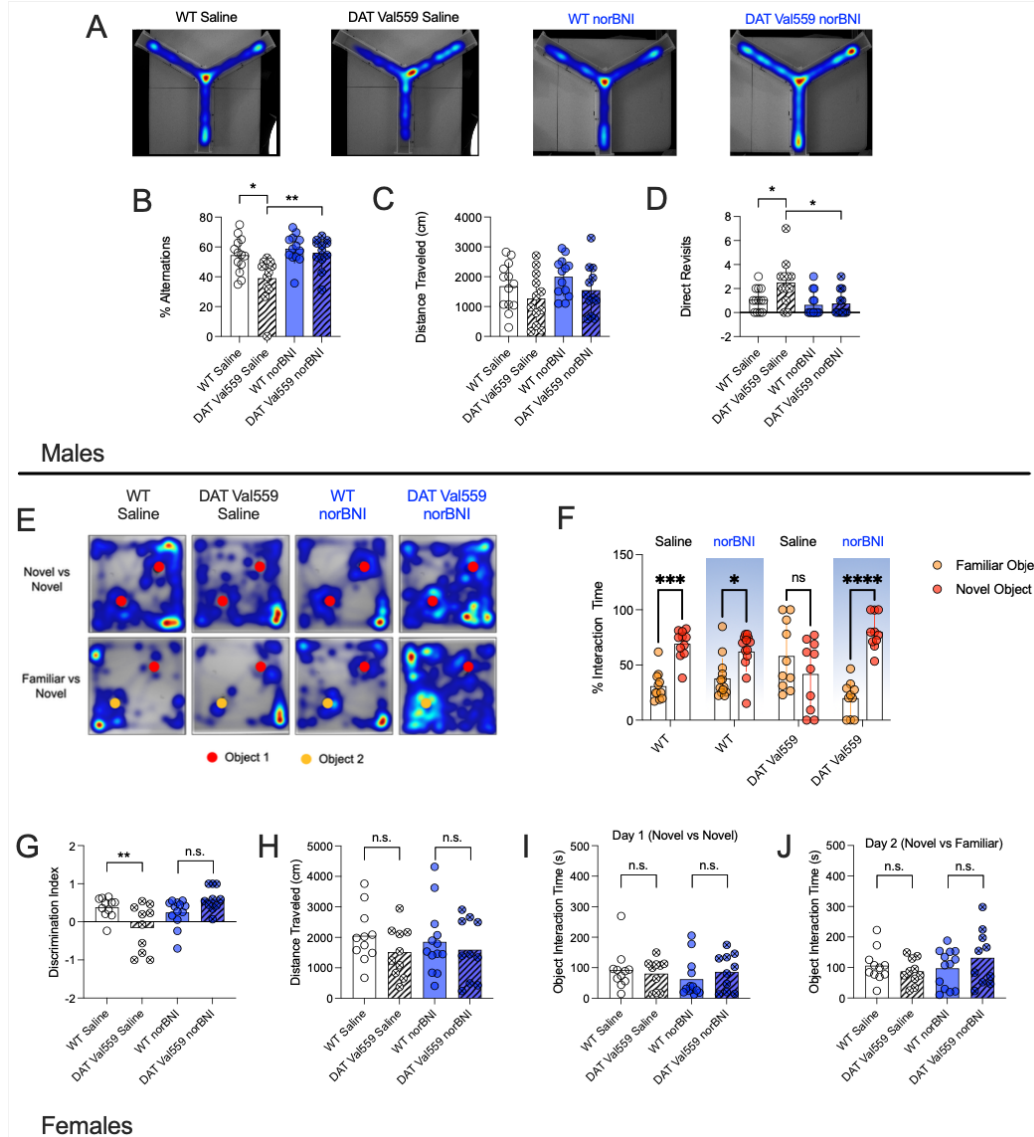 A
WT Saline
DAT Val559 Saline
WT norBNI
DAT Val559 norBNI
B
*
**
% Alternations
80
60
40
20
0
WT Saline
DAT Val559 Saline
WT norBNI
DAT Val559 norBNI
C
Distance Traveled (cm)
4000
3000
2000
1000
0
WT Saline
DAT Val559 Saline
WT norBNI
DAT Val559 norBNI
D
*
*
Direct Revisits
8
6
4
2
0
-2
WT Saline
DAT Val559 Saline
WT norBNI
DAT Val559 norBNI
Males
E
WT
Saline
DAT Val559
Saline
WT
norBNI
DAT Val559
norBNI
Novel vs
Novel
Familiar vs
Novel
Object 1
Object 2
F
Saline
norBNI
Saline
norBNI
% Interaction Time
150
100
50
0
***
*
ns
****
WT
WT
DAT Val559
DAT Val559
Familiar Obje
Novel Object
G
**
n.s.
Discrimination Index
2
1
0
-1
-2
WT Saline
DAT Val559 Saline
WT norBNI
DAT Val559 norBNI
H
n.s.
n.s.
Distance Traveled (cm)
5000
4000
3000
2000
1000
0
WT Saline
DAT Val559 Saline
WT norBNI
DAT Val559 norBNI
I
Day 1 (Novel vs Novel)
n.s.
n.s.
Object Interaction Time (s)
400
300
200
100
0
WT Saline
DAT Val559 Saline
WT norBNI
DAT Val559 norBNI
J
Day 2 (Novel vs Familiar)
n.s.
n.s.
Object Interaction Time (s)
400
300
200
100
0
WT Saline
DAT Val559 Saline
WT norBNI
DAT Val559 norBNI
Females